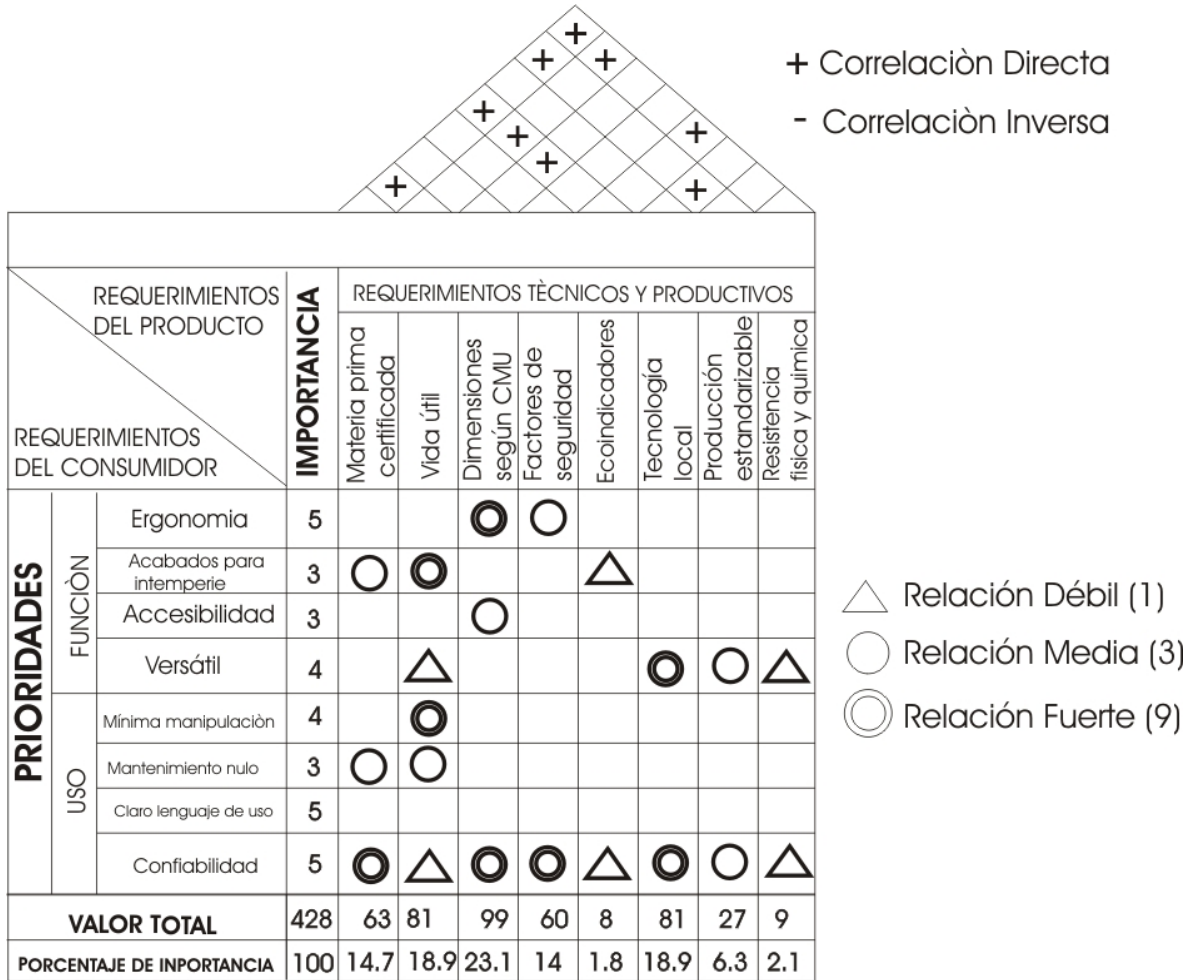 + Correlaciòn Directa
- Correlaciòn Inversa
REQUERIMIENTOS
DEL PRODUCTO
REQUERIMIENTOS
DEL CONSUMIDOR
IMPORTANCIA
REQUERIMIENTOS TÈCNICOS Y PRODUCTIVOS
Materia prima
certificada
Vida útil
Dimensiones
según CMU
Factores de
seguridad
Ecoindicadores
Tecnología
local
Producción
estandarizable
Resistencia
fisica y quimica
PRIORIDADES
FUNCIÒN
Ergonomia 5
Acabados para
intemperie 3
Accesibilidad 3
Versátil 4
USO
Mínima manipulaciòn 4
Mantenimiento nulo 3
Claro lenguaje de uso 5
Confiabilidad 5
VALOR TOTAL 428 63 81 99 60 8 81 27 9
PORCENTAJE DE INPORTANCIA 100 14.7 18.9 23.1 14 1.8 18.9 6.3 2.1
Relación Débil (1)
Relación Media (3)
Relación Fuerte (9)